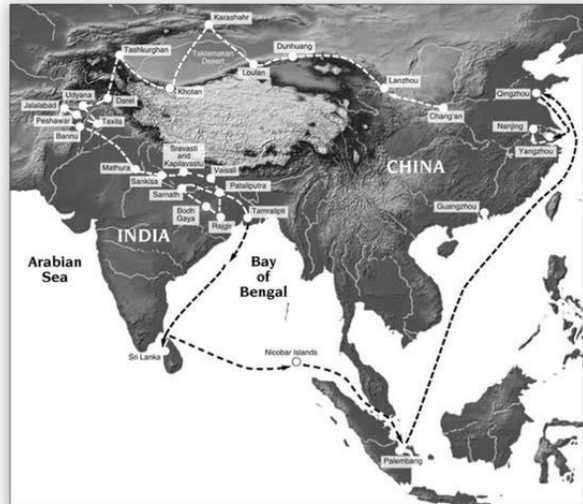 Karashahr
Tashkurghan
Taklamakan
Desert
Dunhuang
Loulan
Lanzhou
Khotan
Qingzhou
Udyana
Jalalabad
Darel
Chang'an
Peshawar
Taxila
Nanjing
Bannu
Yangzhou
Sravasti
and
Kapilavastu
Mathura
Vaisali
CHINA
Sankisa
Pataliputra
Sarnath
Guangzhou
Bodh
Gaya
Tamralipti
Rajgir
INDIA
Arabian
Sea
Bay
of
Bengal
Sri Lanka
Nicobar Islands
Palembang